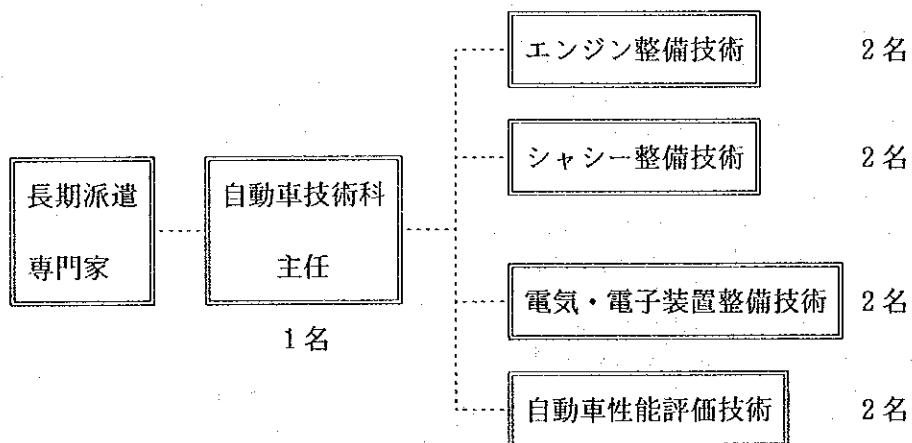 エンジン整備技術 2名
シャシー整備技術 2名
長期派遣
専門家
自動車技術科
主任
1名
電気・電子装置整備技術 2名
自動車性能評価技術 2名